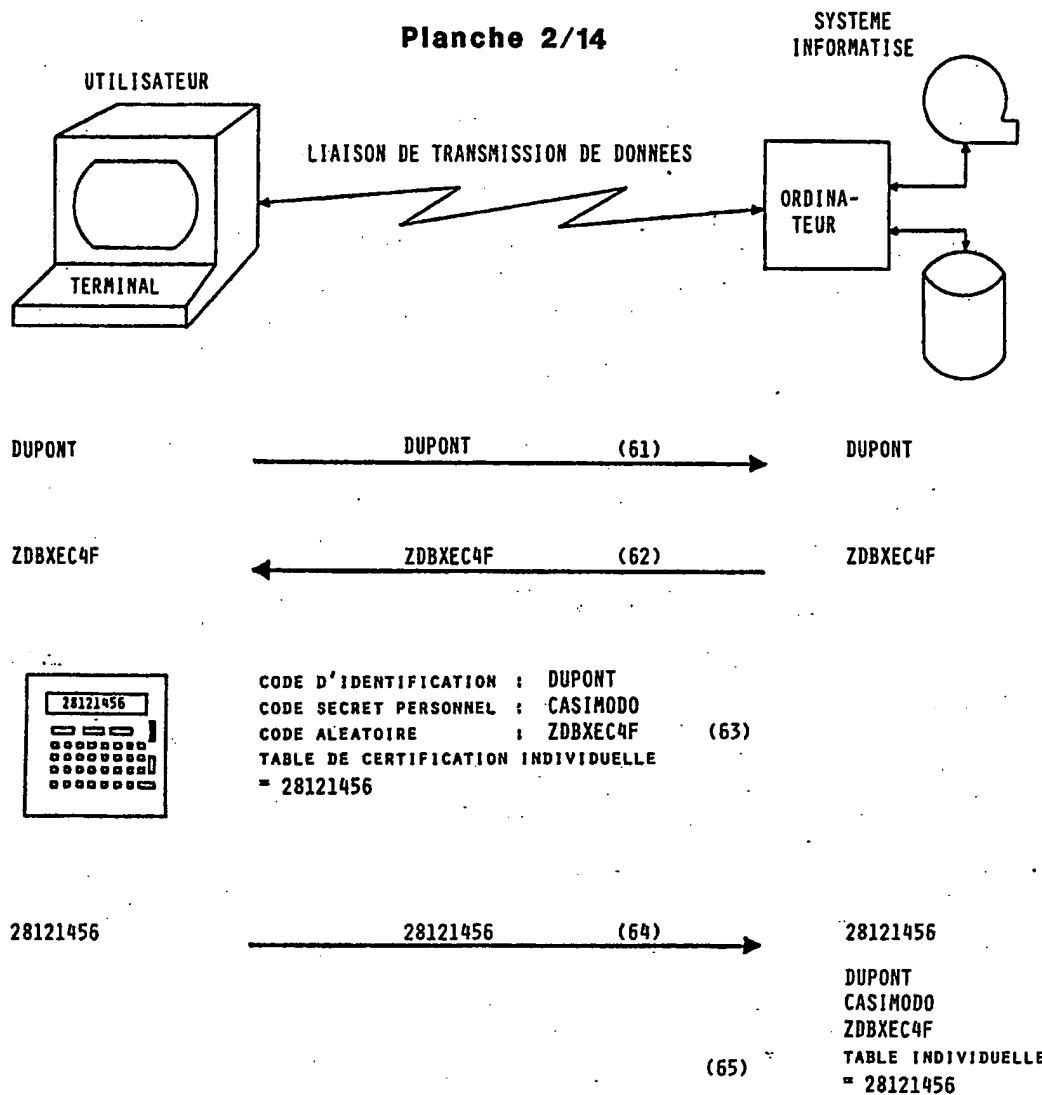 Planche 2/14
SYSTEME
INFORMATISE
UTILISATEUR
LIAISON DE TRANSMISSION DE DONNEES
ORDINA-
TEUR
TERMINAL
DUPONT DUPONT (61) DUPONT
ZDBXEC4F ZDBXEC4F (62) ZDBXEC4F
28121456
CODE D'IDENTIFICATION : DUPONT
CODE SECRET PERSONNEL : CASIMODO
CODE ALEATOIRE : ZDBXEC4F (63)
TABLE DE CERTIFICATION INDIVIDUELLE
= 28121456
28121456 28121456 (64) 28121456
DUPONT
CASIMODO
ZDBXEC4F
(65) TABLE INDIVIDUELLE
= 28121456